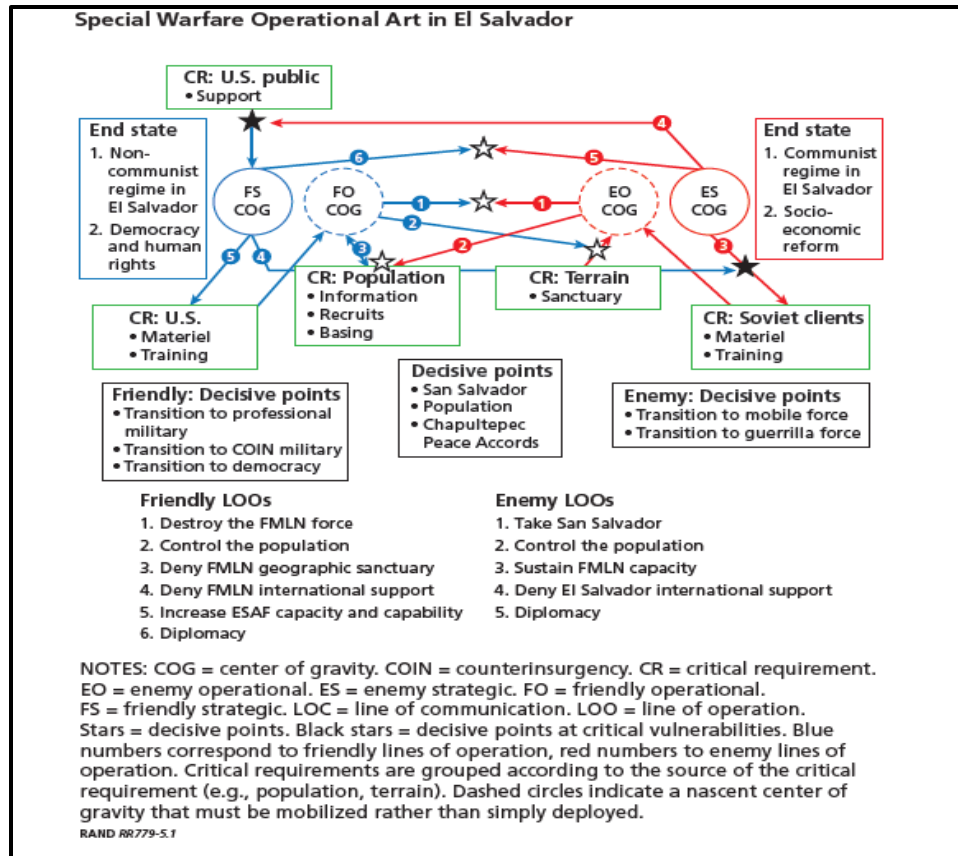 Special Warfare Operational Art in El Salvador
CR: U.S. public
• Support
End state
1. Non-
communist
regime in
El Salvador
2. Democracy
and human
rights
End state
1. Communist
regime in
El Salvador
2. Socio-
economic
reform
4
6
5
FS
COG
FO
COG
EO
COG
ES
COG
1
1
2
2
3
3
5
4
CR: Population
• Information
• Recruits
• Basing
CR: Terrain
• Sanctuary
CR: U.S.
• Materiel
• Training
CR: Soviet clients
• Materiel
• Training
Friendly: Decisive points
• Transition to professional
military
• Transition to COIN military
• Transition to democracy
Decisive points
• San Salvador
• Population
• Chapultepec
Peace Accords
Enemy: Decisive points
• Transition to mobile force
• Transition to guerrilla force
Friendly LOOs
1. Destroy the FMLN force
2. Control the population
3. Deny FMLN geographic sanctuary
4. Deny FMLN international support
5. Increase ESAF capacity and capability
6. Diplomacy
Enemy LOOs
1. Take San Salvador
2. Control the population
3. Sustain FMLN capacity
4. Deny El Salvador international support
5. Diplomacy
NOTES: COG = center of gravity. COIN = counterinsurgency. CR = critical requirement.
EO = enemy operational. ES = enemy strategic. FO = friendly operational.
FS = friendly strategic. LOC = line of communication. LOO = line of operation.
Stars = decisive points. Black stars = decisive points at critical vulnerabilities. Blue
numbers correspond to friendly lines of operation, red numbers to enemy lines of
operation. Critical requirements are grouped according to the source of the critical
requirement (e.g., population, terrain). Dashed circles indicate a nascent center of
gravity that must be mobilized rather than simply deployed.
RAND RR779-5.1